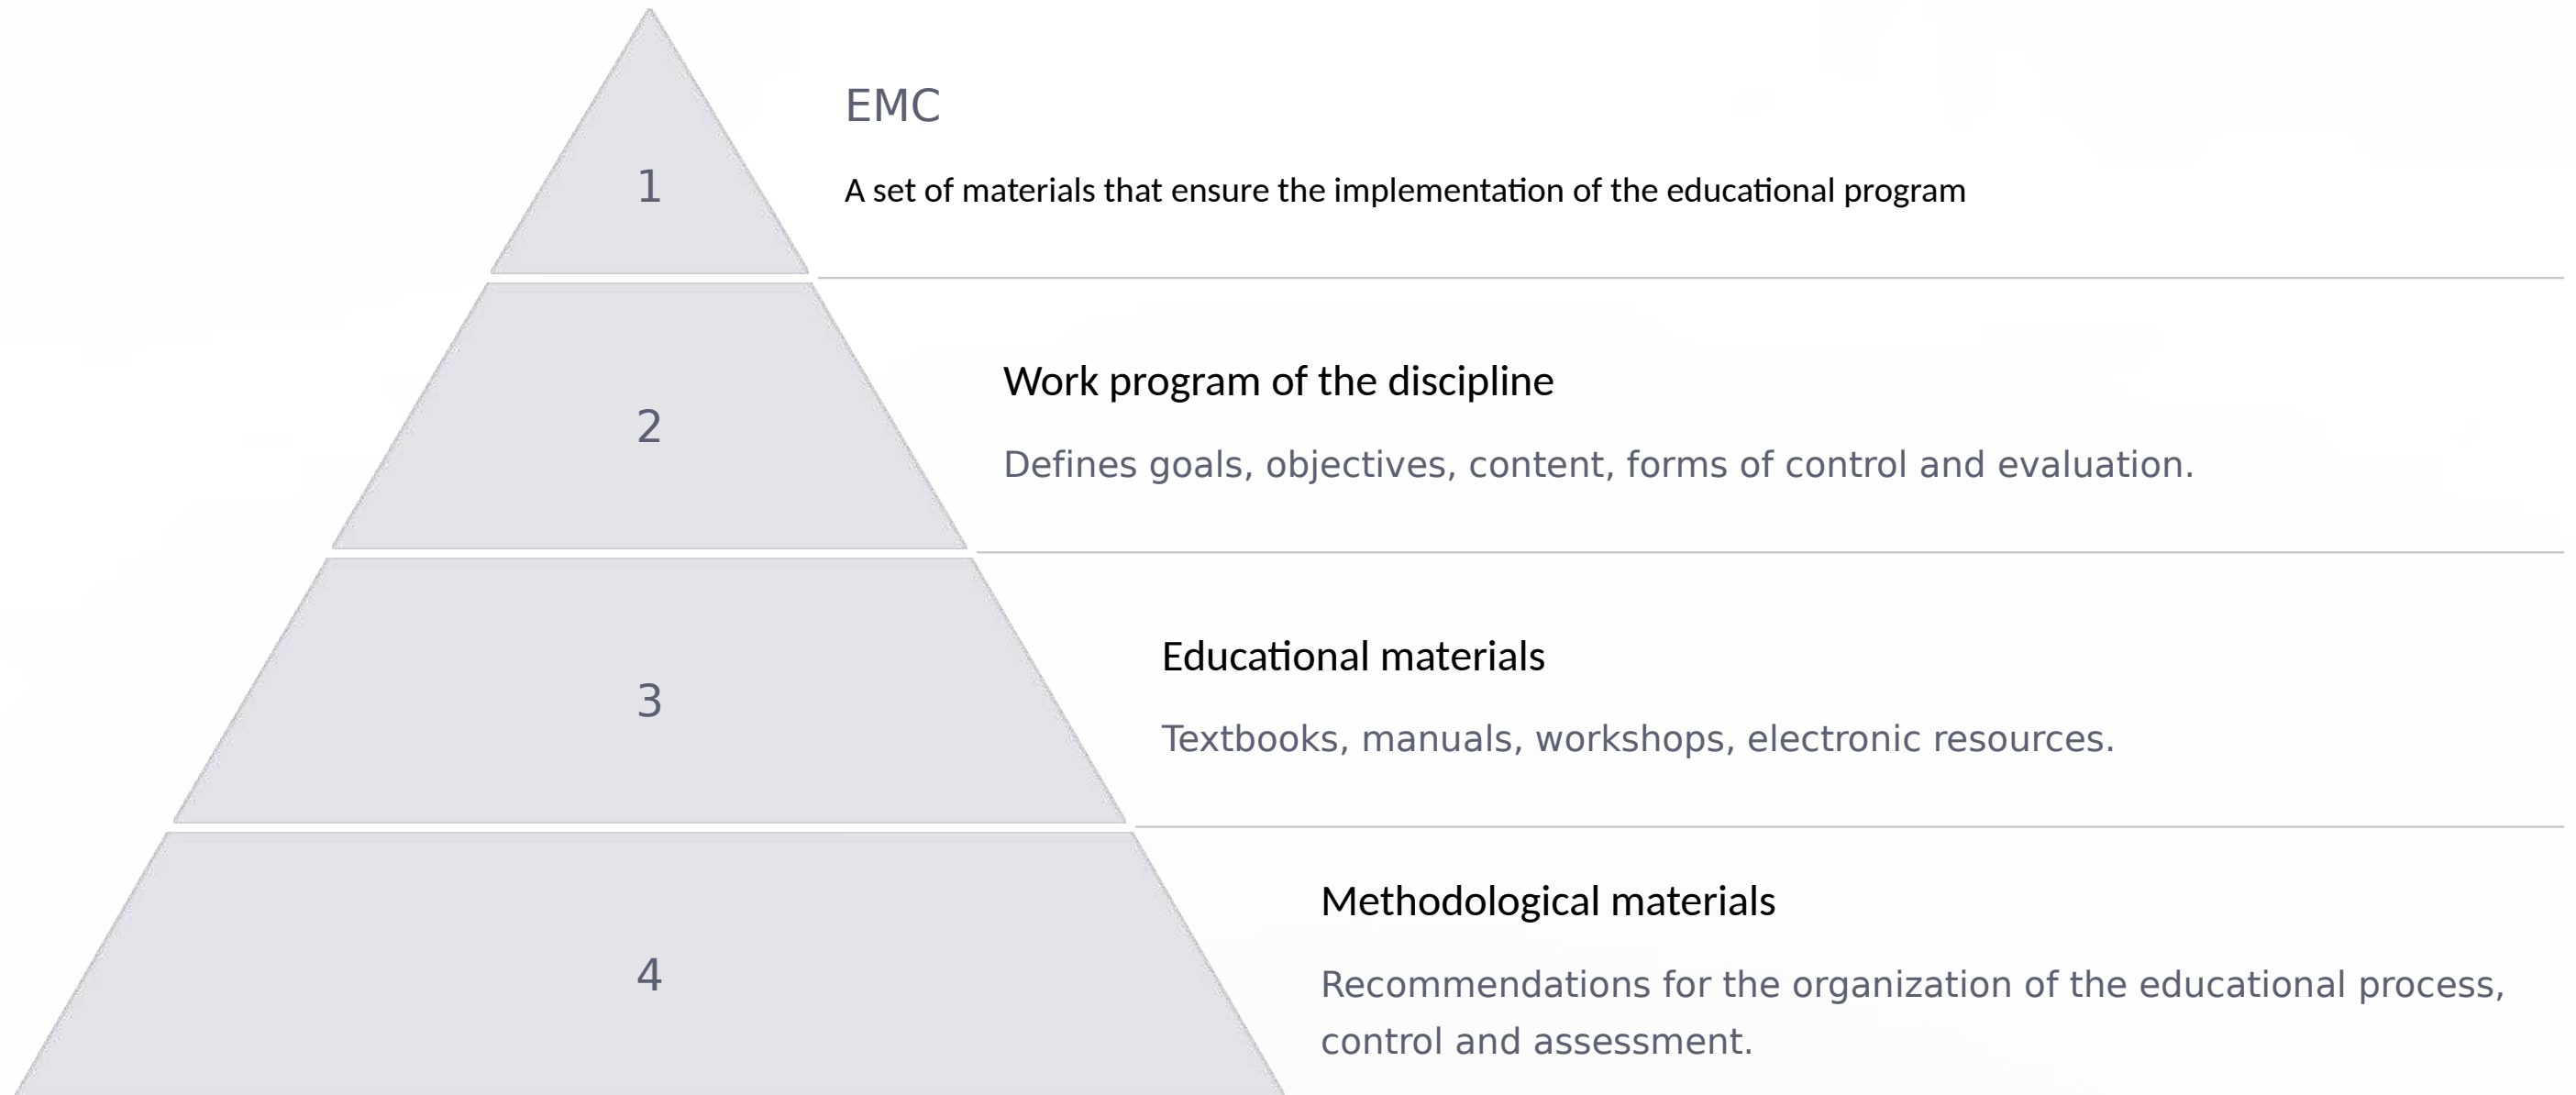 EMC
1
A set of materials that ensure the implementation of the educational program
Work program of the discipline
2
Defines goals, objectives, content, forms of control and evaluation.
Educational materials
3
Textbooks, manuals, workshops, electronic resources.
Methodological materials
4
Recommendations for the organization of the educational process,
control and assessment.